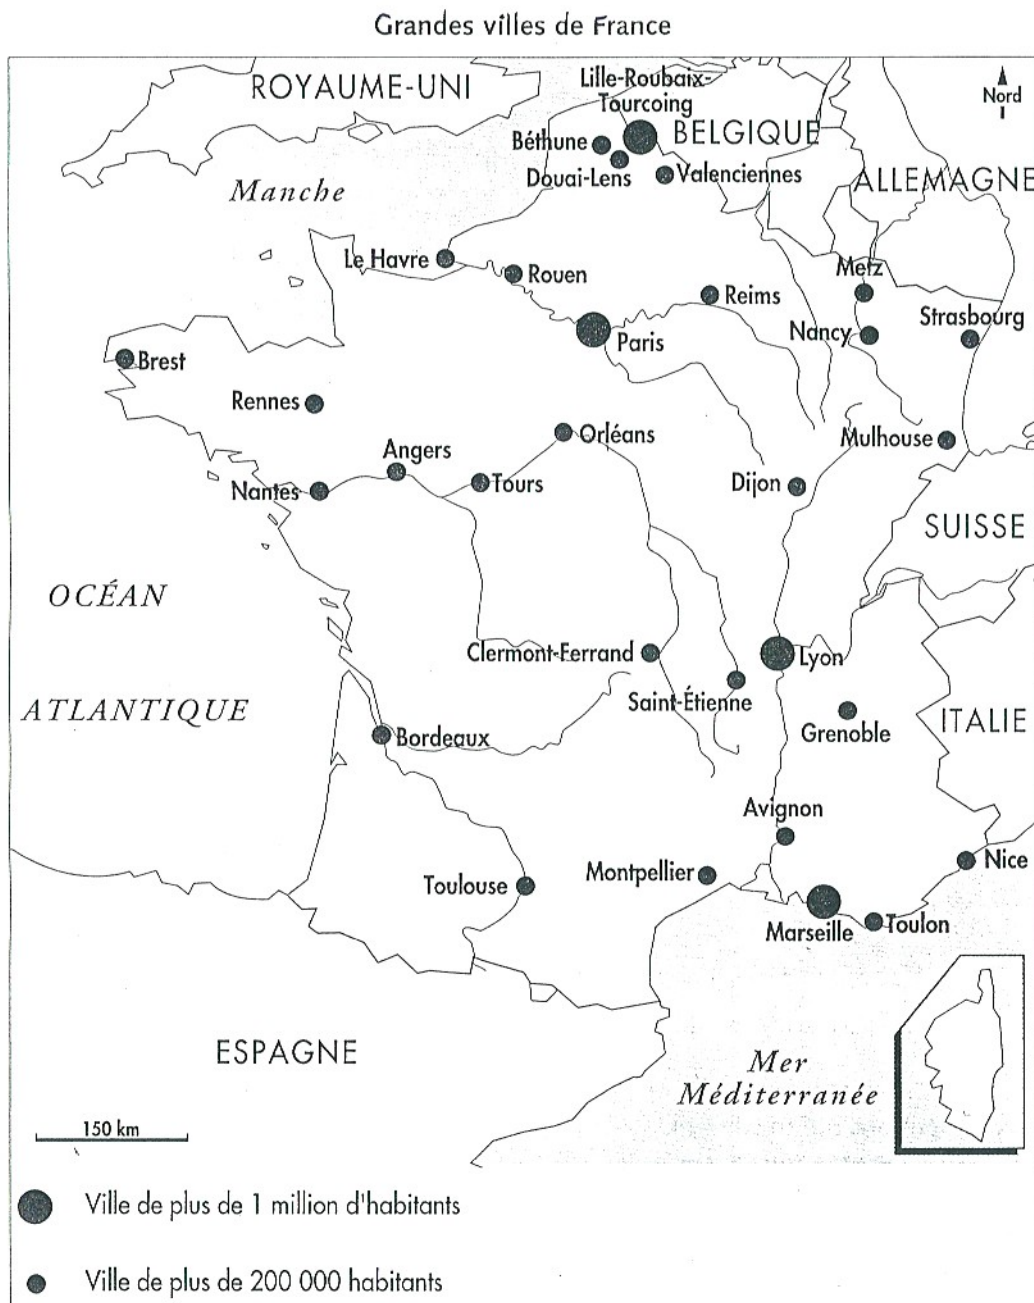 Grandes villes de France
ROYAUME-UNI
Lille-Roubaix-
Tourcoing
Nord
BELGIQUE
Béthune
Douai-Lens
Valenciennes
ALLEMAGNE
Manche
Le Havre
Rouen
Metz
Reims
Strasbourg
Nancy
Paris
Brest
Rennes
Orléans
Mulhouse
Angers
Nantes
Tours
Dijon
SUISSE
OCÉAN
Clermont-Ferrand
Lyon
Saint-Étienne
ATLANTIQUE
ITALIE
Grenoble
Bordeaux
Avignon
Nice
Montpellier
Toulouse
Marseille
Toulon
ESPAGNE
Mer
Méditerranée
150 km
Ville de plus de 1 million d'habitants
Ville de plus de 200 000 habitants